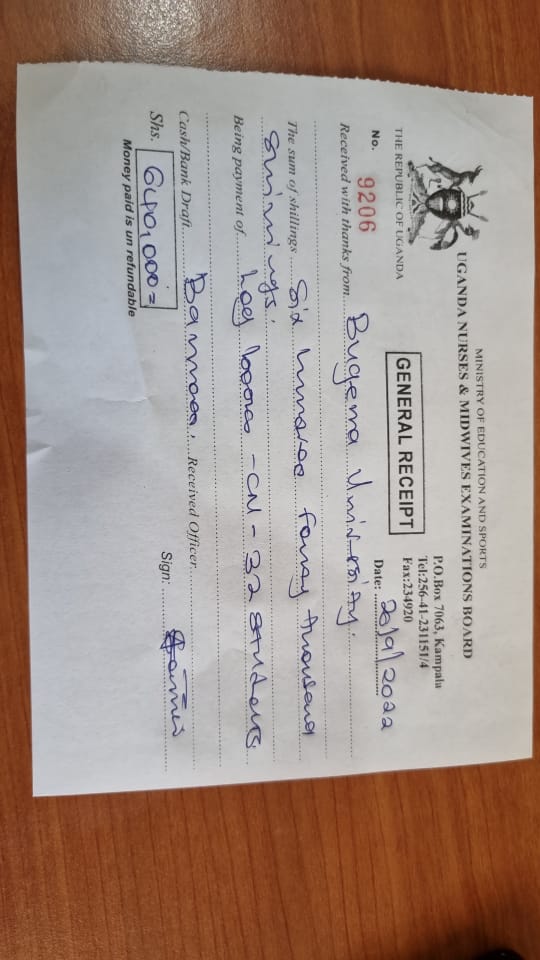 MINISTRY OF EDUCATION AND SPORTS
UGANDA NURSES & MIDWIVES EXAMINATIONS BOARD
THE REPUBLIC OF UGANDA
P.O.Box 7063, Kampala
Tel:256-41-231151/4
Fax:234920
GENERAL RECEIPT
No. 9206
Date: 20/9/2022
Received with thanks from Bugema University.
The sum of shillings Six hundred forty thousand
shillings.
Being payment of log books - CN - 32 students
Cash/Bank Draft Received Officer
Shs. 640,000=
Sign:
Money paid is un refundable